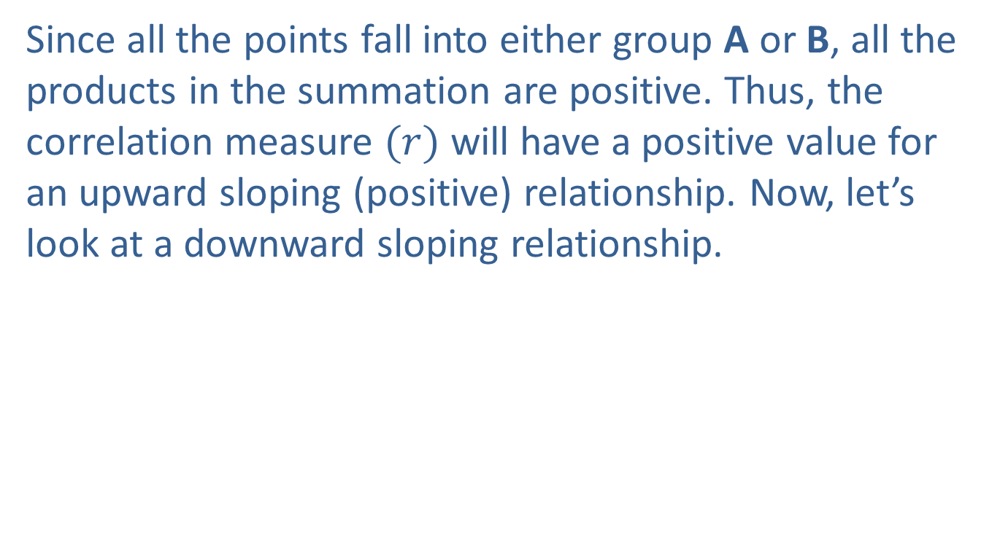 Since all the points fall into either group A or B, all the
products in the summation are positive. Thus, the
correlation measure (𝑟) will have a positive value for
an upward sloping (positive) relationship. Now, let’s
look at a downward sloping relationship.